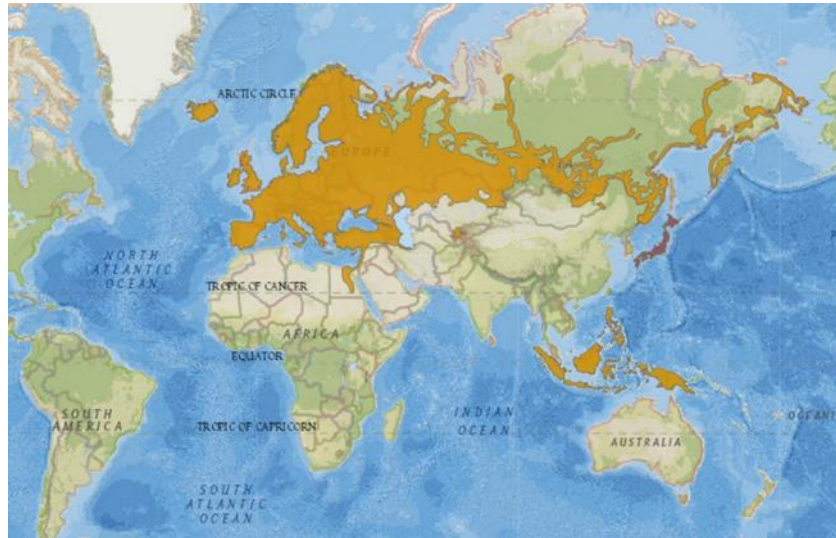 ARCTIC CIRCLE
EUROPE
NORTH
ATLANTIC
OCEAN
TROPIC OF CANCER
AFRICA
EQUATOR
SOUTH
AMERICA
TROPIC OF CAPRICORN
INDIAN
OCEAN
AUSTRALIA
SOUTH
ATLANTIC
OCEAN